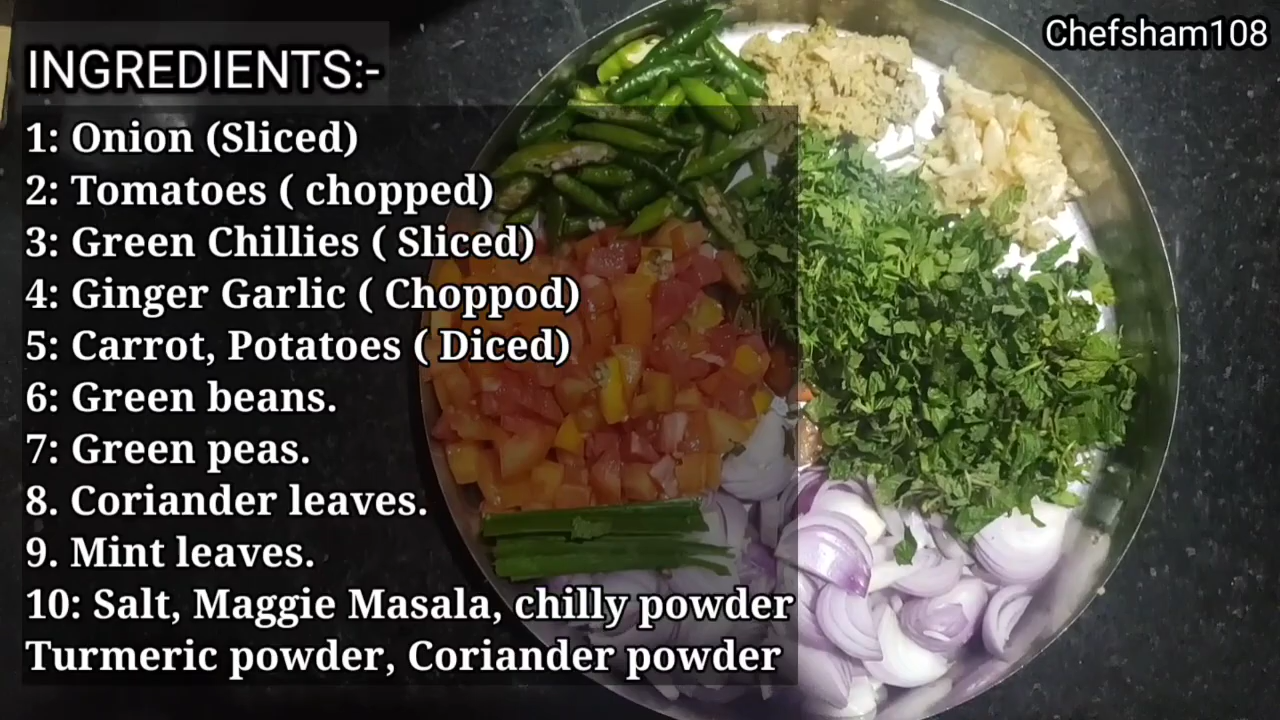 Chefsham108
INGREDIENTS:-
1: Onion (Sliced)
2: Tomatoes ( chopped)
3: Green Chillies ( Sliced)
4: Ginger Garlic ( Choppod)
5: Carrot, Potatoes ( Diced)
6: Green beans.
7: Green peas.
8. Coriander leaves.
9. Mint leaves.
10: Salt, Maggie Masala, chilly powder
Turmeric powder, Coriander powder